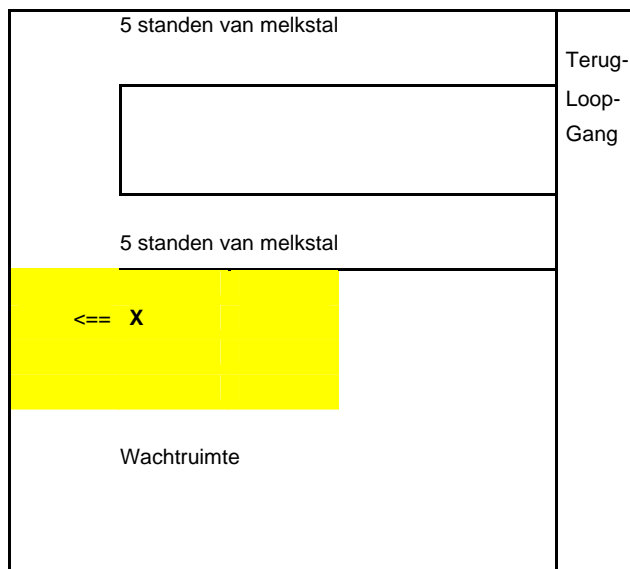 5 standen van melkstal
Terug-
Loop-
Gang
5 standen van melkstal
<== X
Wachtruimte